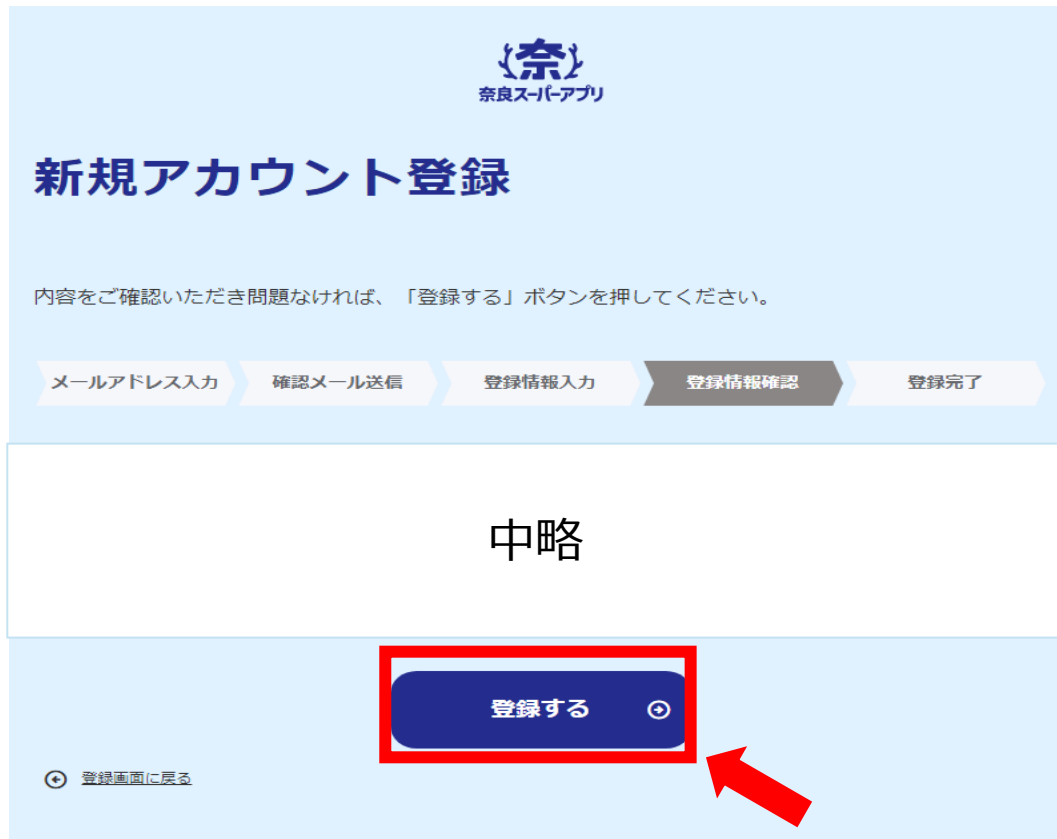 奈
奈良スーパーアプリ
新規アカウント登録
内容をご確認いただき問題なければ、「登録する」ボタンを押してください。
メールアドレス入力 確認メール送信 登録情報入力 登録情報確認 登録完了
中略
登録する
登録画面に戻る